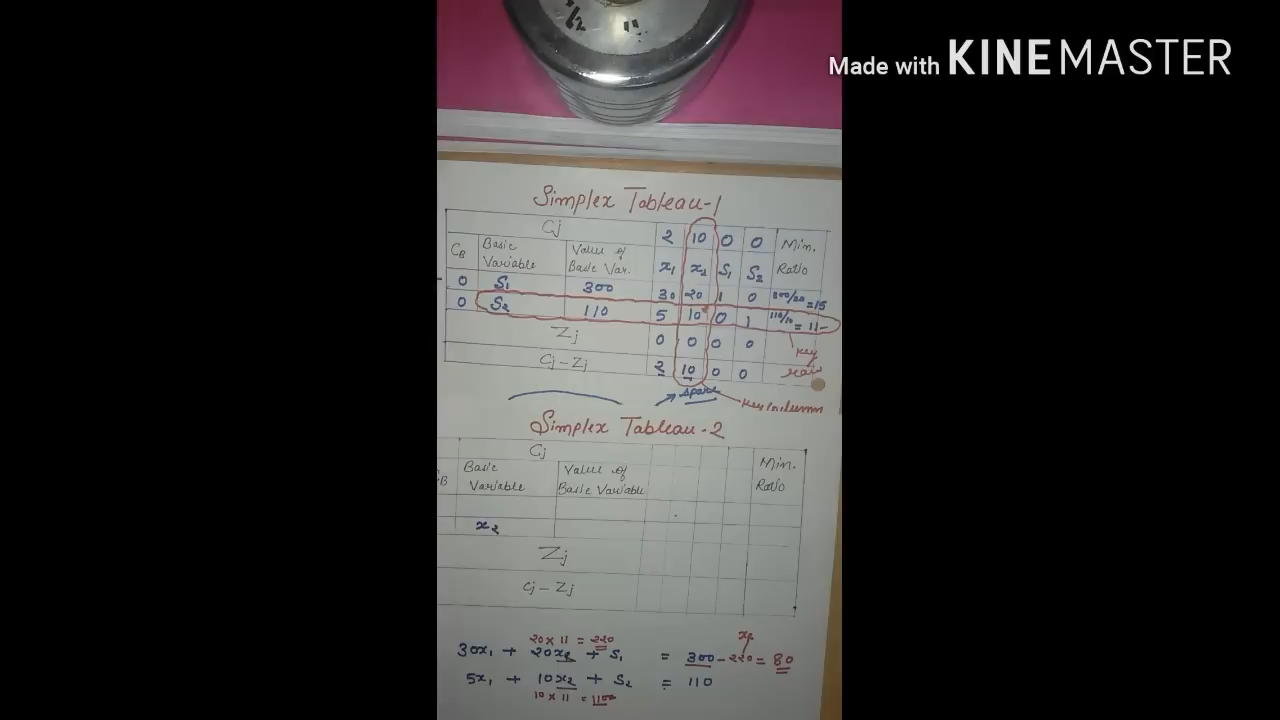 Made with KINEMASTER
Simplex Tableau-1
Cj 2 10 0 0 Min. Ratio
CB Basic Variable Value of Basic Var. x1 x2 S1 S2
0 S1 300 30 20 1 0 300/20 = 15
0 S2 110 5 10 0 1 110/10 = 11
Zj 0 0 0 0
Cj - Zj 2 10 0 0
Key
Key Column
Simplex Tableau-2
Cj Min. Ratio
B Basic Variable Value of Basic Variable
x2
Zj
Cj - Zj
20 x 11 = 220
30x1 + 20x2 + S1 = 300 - 220 = 80
5x1 + 10x2 + S2 = 110
10 x 11 = 110